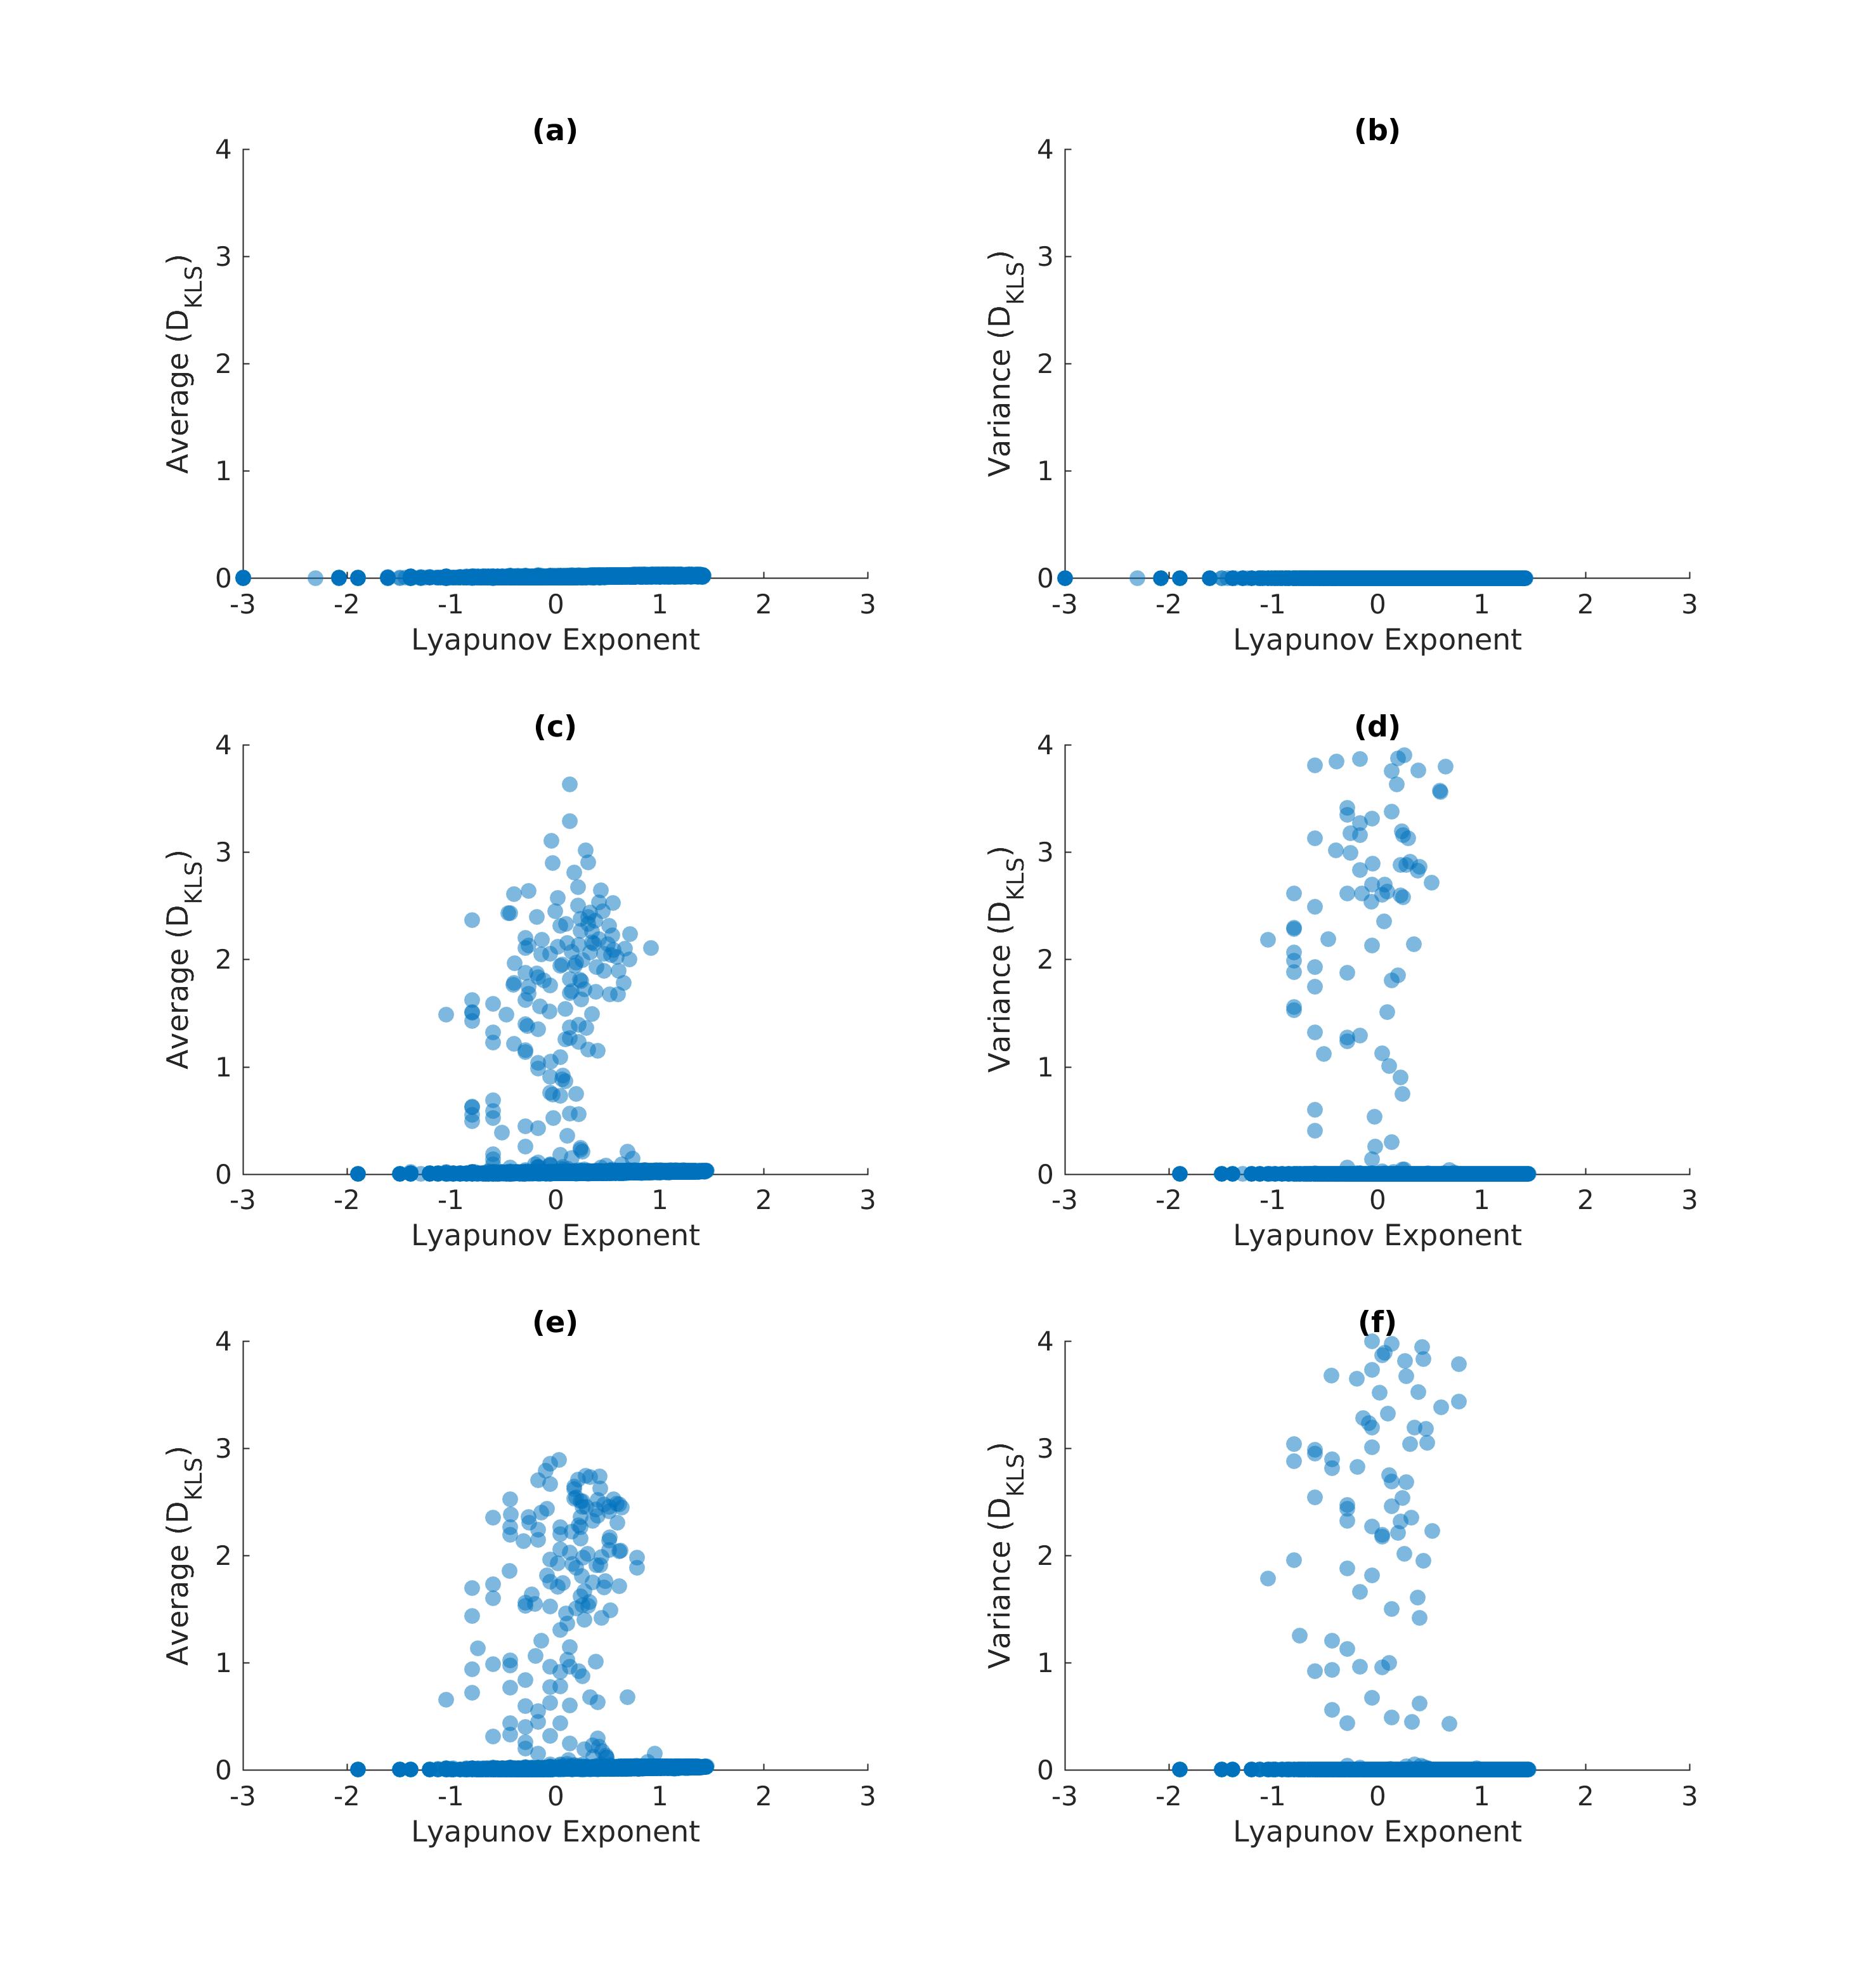 (a)
4
3
2
1
0
-3 -2 -1 0 1 2 3
Average (D_KLS)
Lyapunov Exponent
(b)
4
3
2
1
0
-3 -2 -1 0 1 2 3
Variance (D_KLS)
Lyapunov Exponent
(c)
4
3
2
1
0
-3 -2 -1 0 1 2 3
Average (D_KLS)
Lyapunov Exponent
(d)
4
3
2
1
0
-3 -2 -1 0 1 2 3
Variance (D_KLS)
Lyapunov Exponent
(e)
4
3
2
1
0
-3 -2 -1 0 1 2 3
Average (D_KLS)
Lyapunov Exponent
(f)
4
3
2
1
0
-3 -2 -1 0 1 2 3
Variance (D_KLS)
Lyapunov Exponent